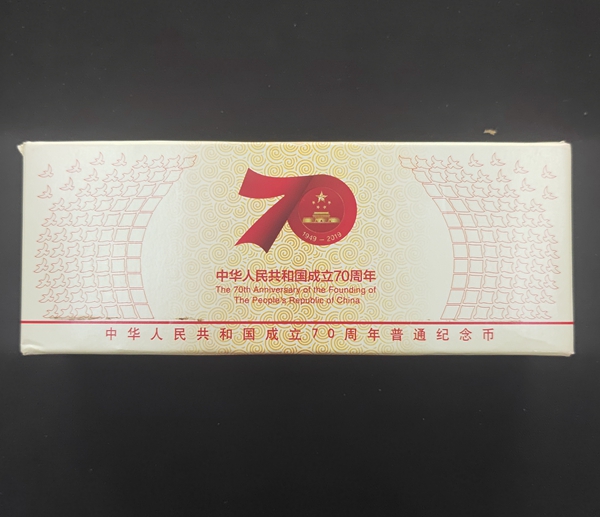 70
1949－2019
中华人民共和国成立70周年
The 70th Anniversary of the Founding of
The People's Republic of China
中华人民共和国成立70周年普通纪念币